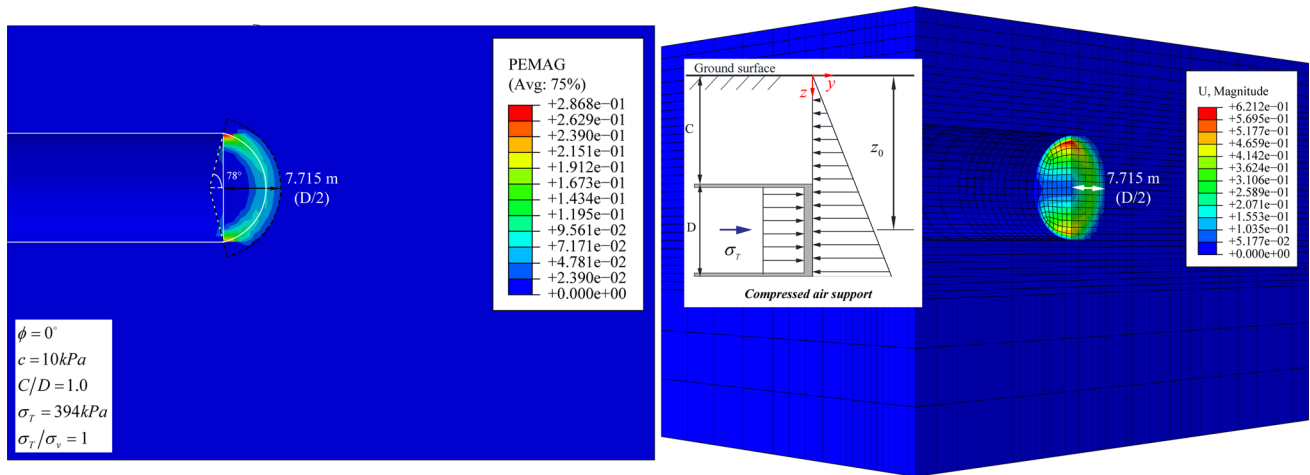 PEMAG
(Avg: 75%)
+2.868e−01
+2.629e−01
+2.390e−01
+2.151e−01
+1.912e−01
+1.673e−01
+1.434e−01
+1.195e−01
+9.561e−02
+7.171e−02
+4.781e−02
+2.390e−02
+0.000e+00
78°
7.715 m
(D/2)
ϕ = 0°
c = 10kPa
C/D = 1.0
σ_T = 394kPa
σ_T/σ_v = 1
Ground surface
y
z
C
z₀
D
σ_T
Compressed air support
U, Magnitude
+6.212e−01
+5.695e−01
+5.177e−01
+4.659e−01
+4.142e−01
+3.624e−01
+3.106e−01
+2.589e−01
+2.071e−01
+1.553e−01
+1.035e−01
+5.177e−02
+0.000e+00
7.715 m
(D/2)